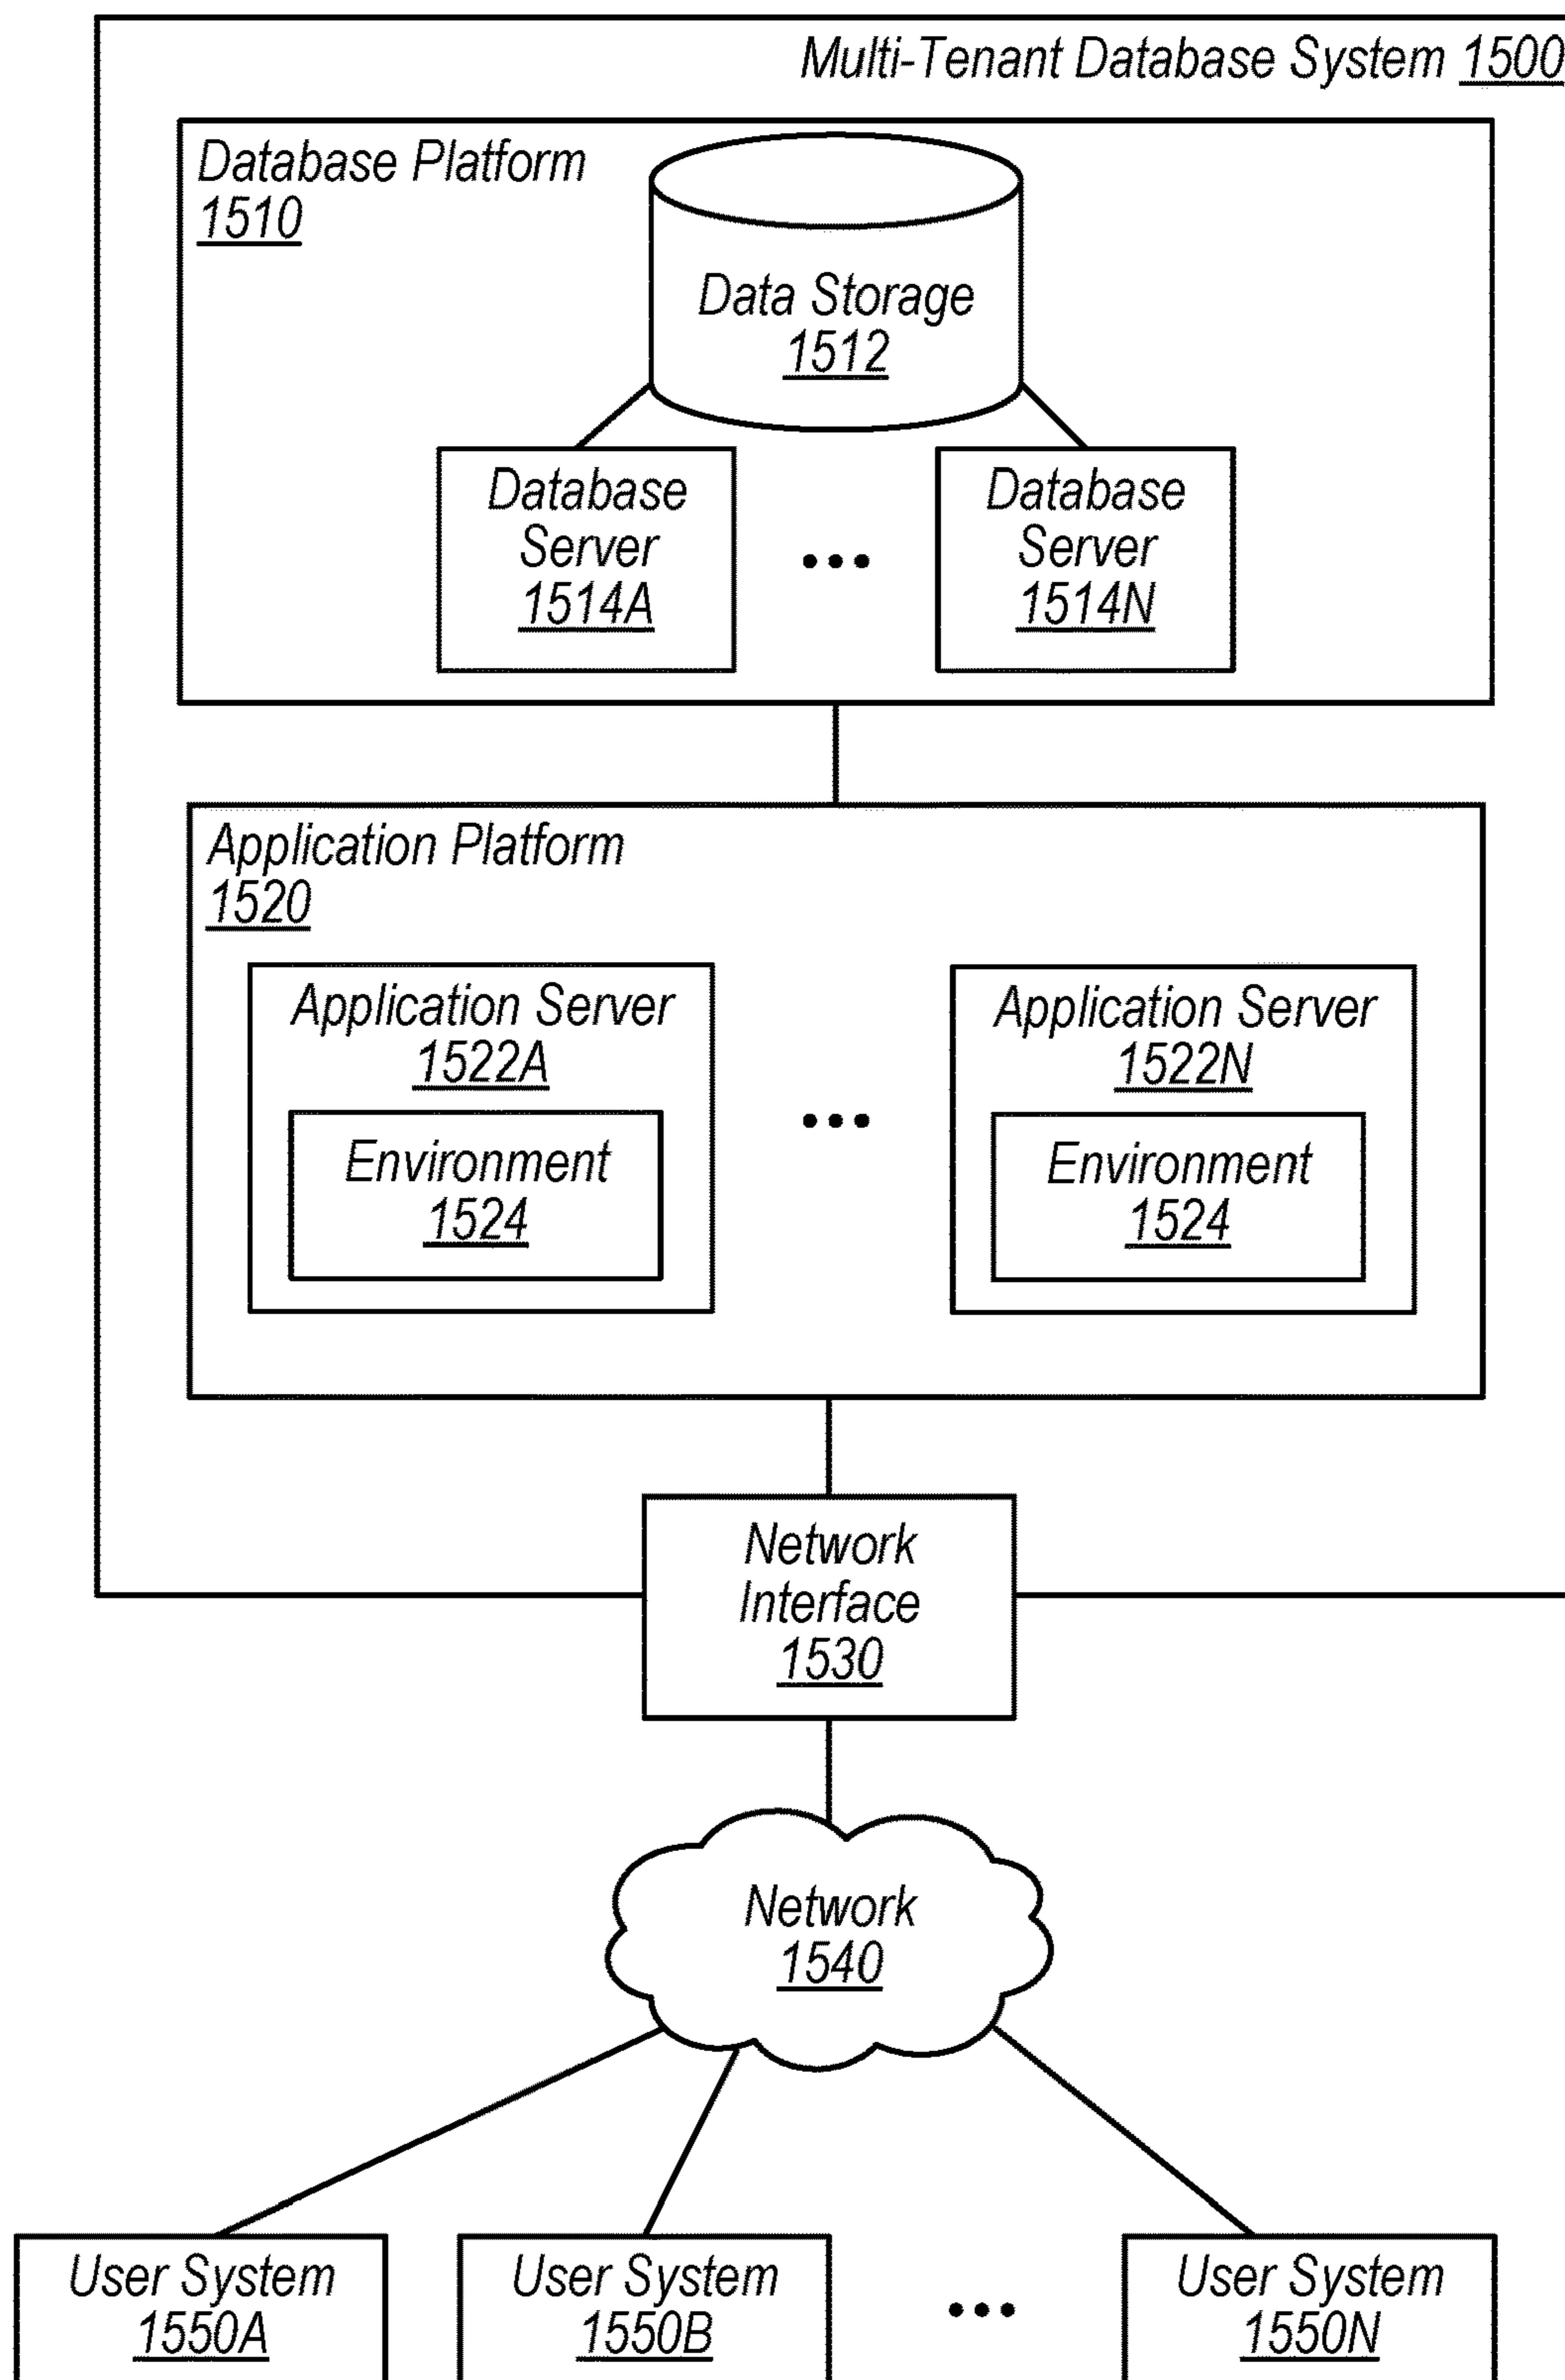 Multi-Tenant Database System 1500
Database Platform
1510
Data Storage
1512
Database
Server
1514A
Database
Server
1514N
Application Platform
1520
Application Server
1522A
Environment
1524
Application Server
1522N
Environment
1524
Network
Interface
1530
Network
1540
User System
1550A
User System
1550B
User System
1550N